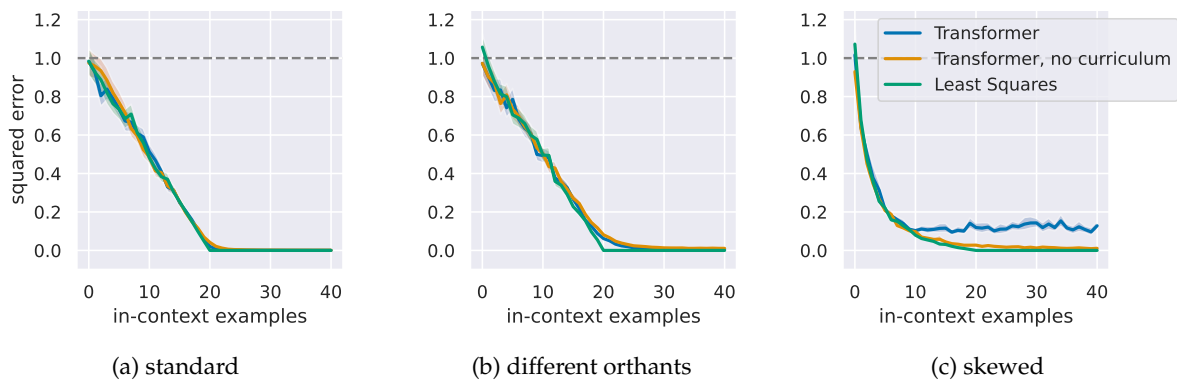 1.2
1.0
0.8
0.6
0.4
0.2
0.0
squared error
0 10 20 30 40
in-context examples
(a) standard
1.2
1.0
0.8
0.6
0.4
0.2
0.0
0 10 20 30 40
in-context examples
(b) different orthants
1.2
1.0
0.8
0.6
0.4
0.2
0.0
Transformer
Transformer, no curriculum
Least Squares
0 10 20 30 40
in-context examples
(c) skewed